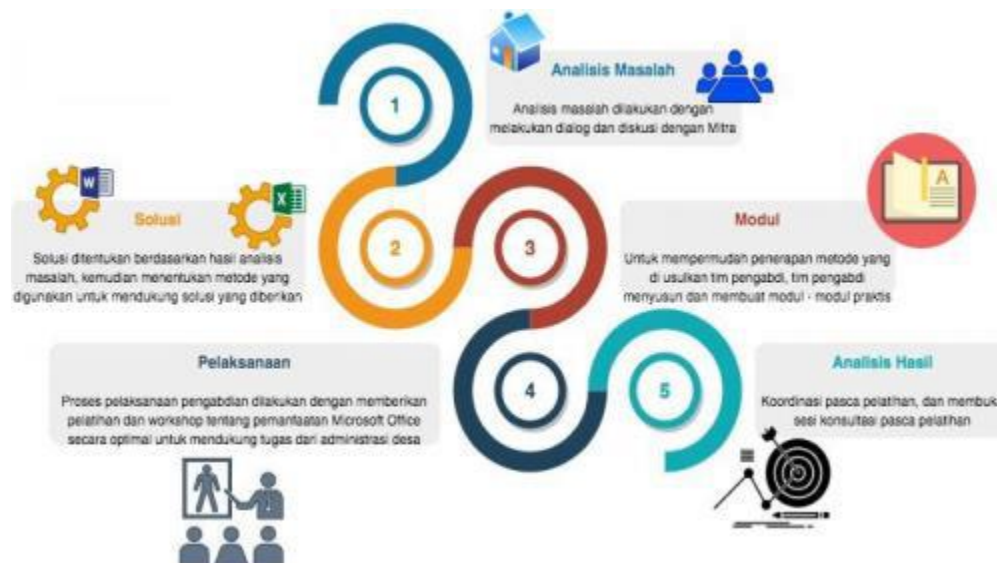 1
Analisis Masalah
Analisis masalah dilakukan dengan
melakukan dialog dan diskusi dengan Mitra
W
X
Solusi
Solusi ditentukan berdasarkan hasil analisis
masalah, kemudian menentukan metode yang
digunakan untuk mendukung solusi yang diberikan
2
3
A
Modul
Untuk mempermudah penerapan metode yang
di usulkan tim pengabdi, tim pengabdi
menyusun dan membuat modul - modul praktis
Pelaksanaan
Proses pelaksanaan pengabdian dilakukan dengan memberikan
pelatihan dan workshop tentang pemanfaatan Microsoft Office
secara optimal untuk mendukung tugas dari administrasi desa
4
5
Analisis Hasil
Koordinasi pasca pelatihan, dan membuk
sesi konsultasi pasca pelatihan